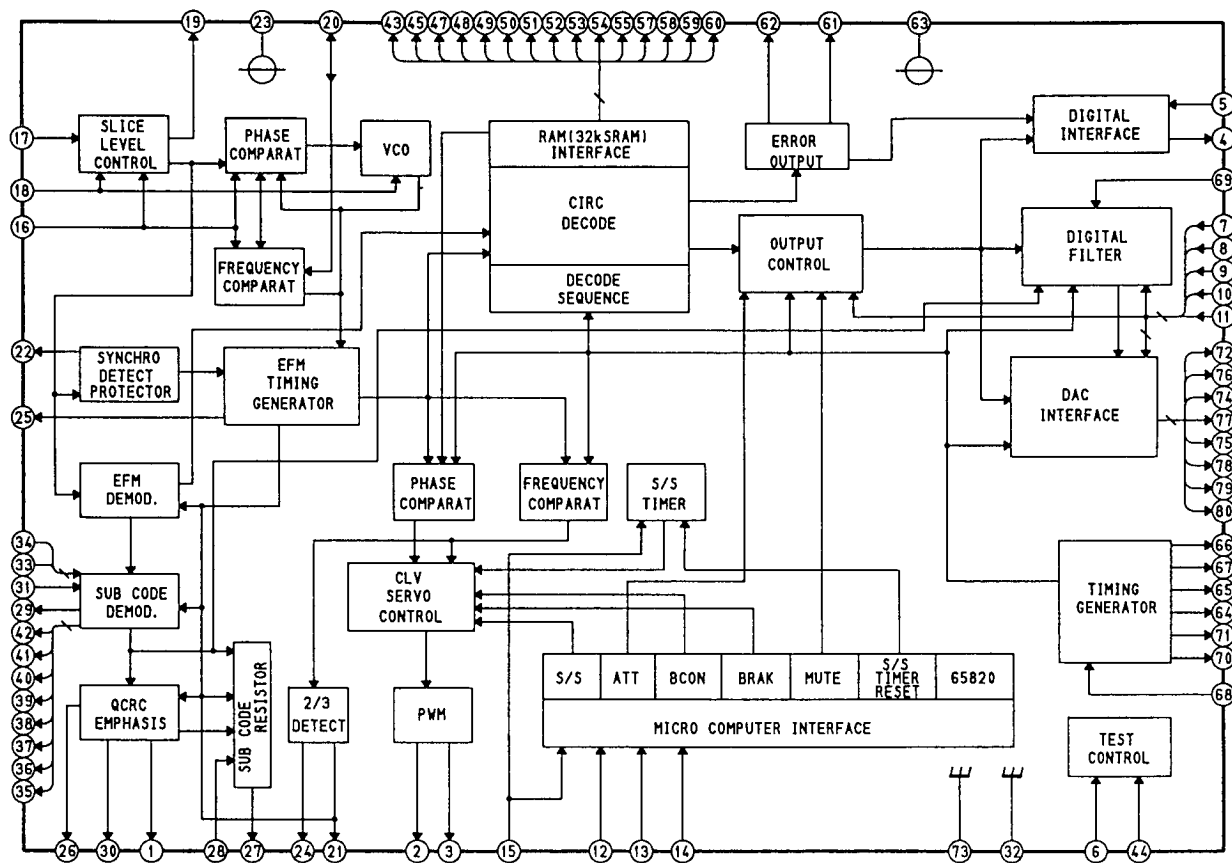 19 23 20 43 45 47 48 49 50 51 52 53 54 55 57 58 59 60 62 61 63
5
17
SLICE
LEVEL
CONTROL
PHASE
COMPARAT
VCO
RAM(32kSRAM)
INTERFACE
ERROR
OUTPUT
DIGITAL
INTERFACE
4
18
69
16
CIRC
DECODE
OUTPUT
CONTROL
DIGITAL
FILTER
7
8
9
10
11
FREQUENCY
COMPARAT
DECODE
SEQUENCE
22
SYNCHRO
DETECT
PROTECTOR
EFM
TIMING
GENERATOR
DAC
INTERFACE
72
76
74
77
75
78
79
80
25
EFM
DEMOD.
PHASE
COMPARAT
FREQUENCY
COMPARAT
S/S
TIMER
34
33
31
29
42
41
40
39
38
37
36
35
SUB CODE
DEMOD.
CLV
SERVO
CONTROL
TIMING
GENERATOR
66
67
65
64
71
70
68
QCRC
EMPHASIS
SUB CODE
RESISTOR
2/3
DETECT
PWM
S/S ATT BCON BRAK MUTE
S/S
TIMER
RESET
65820
MICRO COMPUTER INTERFACE
TEST
CONTROL
26 30 1 28 27 24 21 2 3 15 12 13 14 73 32 6 44